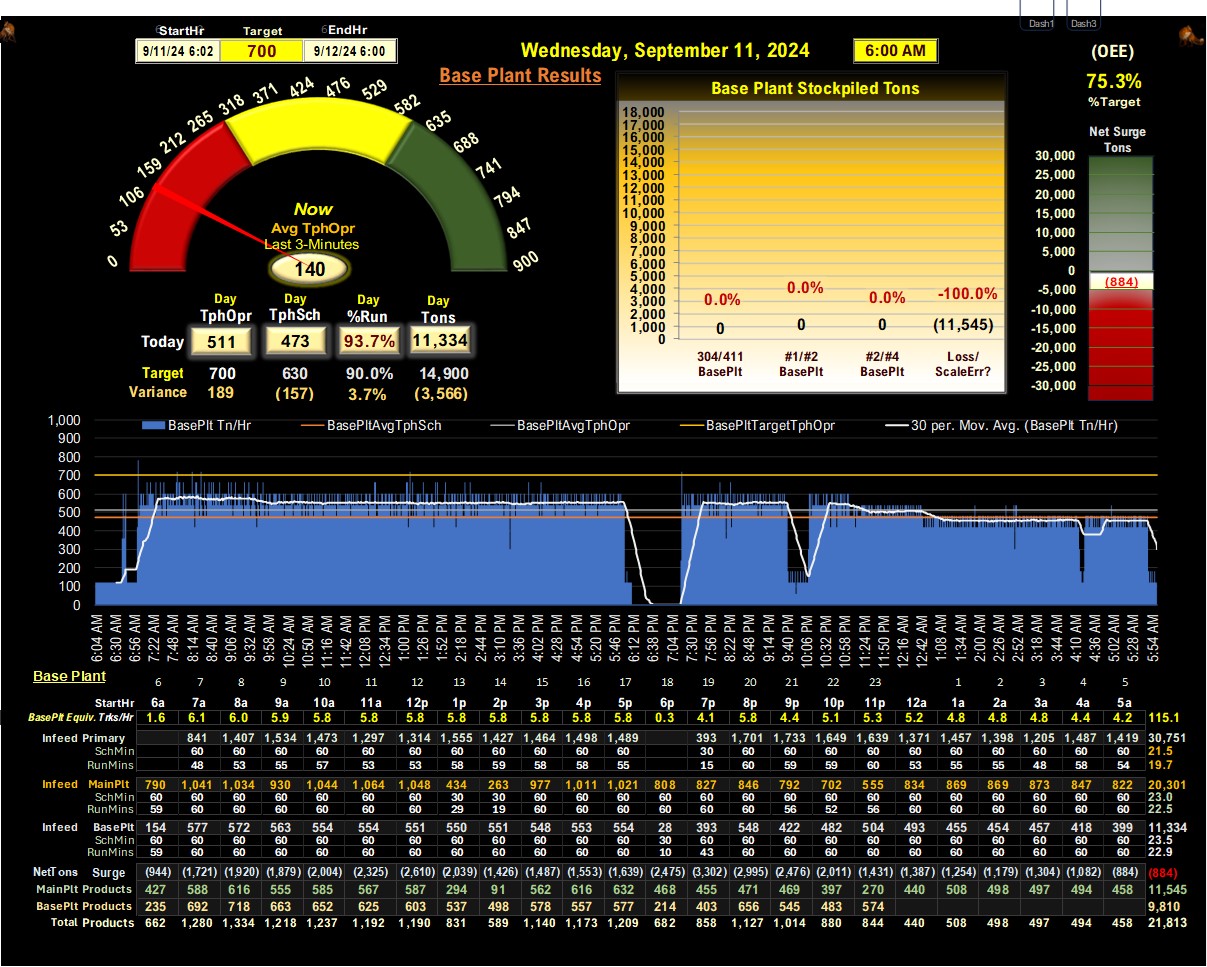 Dash1 Dash3
StartHr Target EndHr
9/11/24 6:02 700 9/12/24 6:00
Wednesday, September 11, 2024 6:00 AM
(OEE)
75.3%
%Target
Base Plant Results
Base Plant Stockpiled Tons
Net Surge
Tons
0 53 106 159 212 265 318 371 424 476 529 582 635 688 741 794 847 900
Now
Avg TphOpr
Last 3-Minutes
140
18,000
17,000
16,000
15,000
14,000
13,000
12,000
11,000
10,000
9,000
8,000
7,000
6,000
5,000
4,000
3,000
2,000
1,000
0
0.0% 0.0% 0.0% -100.0%
0 0 0 (11,545)
304/411 #1/#2 #2/#4 Loss/
BasePlt BasePlt BasePlt ScaleErr?
30,000
25,000
20,000
15,000
10,000
5,000
0
(884)
-5,000
-10,000
-15,000
-20,000
-25,000
-30,000
Day Day Day Day
TphOpr TphSch %Run Tons
Today 511 473 93.7% 11,334
Target 700 630 90.0% 14,900
Variance 189 (157) 3.7% (3,566)
BasePlt Tn/Hr BasePltAvgTphSch BasePltAvgTphOpr BasePltTargetTphOpr 30 per. Mov. Avg. (BasePlt Tn/Hr)
1,000
900
800
700
600
500
400
300
200
100
0
6:04 AM 6:30 AM 6:56 AM 7:22 AM 7:48 AM 8:14 AM 8:40 AM 9:06 AM 9:32 AM 9:58 AM 10:24 AM 10:50 AM 11:16 AM 11:42 AM 12:08 PM 12:34 PM 1:00 PM 1:26 PM 1:52 PM 2:18 PM 2:44 PM 3:10 PM 3:36 PM 4:02 PM 4:28 PM 4:54 PM 5:20 PM 5:46 PM 6:12 PM 6:38 PM 7:04 PM 7:30 PM 7:56 PM 8:22 PM 8:48 PM 9:14 PM 9:40 PM 10:06 PM 10:32 PM 10:58 PM 11:24 PM 11:50 PM 12:16 AM 12:42 AM 1:08 AM 1:34 AM 2:00 AM 2:26 AM 2:52 AM 3:18 AM 3:44 AM 4:10 AM 4:36 AM 5:02 AM 5:28 AM 5:54 AM
Base Plant
6 7 8 9 10 11 12 13 14 15 16 17 18 19 20 21 22 23 1 2 3 4 5
StartHr 6a 7a 8a 9a 10a 11a 12p 1p 2p 3p 4p 5p 6p 7p 8p 9p 10p 11p 12a 1a 2a 3a 4a 5a
BasePlt Equiv. Trks/Hr 1.6 6.1 6.0 5.9 5.8 5.8 5.8 5.8 5.8 5.8 5.8 5.8 0.3 4.1 5.8 4.4 5.1 5.3 5.2 4.8 4.8 4.8 4.4 4.2 115.1
Infeed Primary 841 1,407 1,534 1,473 1,297 1,314 1,555 1,427 1,464 1,498 1,489 393 1,701 1,733 1,649 1,639 1,371 1,457 1,398 1,205 1,487 1,419 30,751
SchMin 60 60 60 60 60 60 60 60 60 60 60 30 60 60 60 60 60 60 60 60 60 60 21.5
RunMins 48 53 55 57 53 53 58 59 58 58 55 15 60 59 59 60 53 55 55 48 58 54 19.7
Infeed MainPlt 790 1,041 1,034 930 1,044 1,064 1,048 434 263 977 1,011 1,021 808 827 846 792 702 555 834 869 869 873 847 822 20,301
SchMin 60 60 60 60 60 60 60 30 30 60 60 60 60 60 60 60 60 60 60 60 60 60 60 60 23.0
RunMins 59 60 60 60 60 60 60 29 19 60 60 60 60 60 60 56 52 56 60 60 60 60 60 60 22.5
Infeed BasePlt 154 577 572 563 554 554 551 550 551 548 553 554 28 393 548 422 482 504 493 455 454 457 418 399 11,334
SchMin 60 60 60 60 60 60 60 60 60 60 60 60 30 60 60 60 60 60 60 60 60 60 60 60 23.5
RunMins 59 60 60 60 60 60 60 60 60 60 60 60 10 43 60 60 60 60 60 60 60 60 60 60 22.9
NetTons Surge (944) (1,721) (1,920) (1,879) (2,004) (2,325) (2,610) (2,039) (1,426) (1,487) (1,553) (1,639) (2,475) (3,302) (2,995) (2,476) (2,011) (1,431) (1,387) (1,254) (1,179) (1,304) (1,082) (884) (884)
MainPlt Products 427 588 616 555 585 567 587 294 91 562 616 632 468 455 471 469 397 270 440 508 498 497 494 458 11,545
BasePlt Products 235 692 718 663 652 625 603 537 498 578 557 577 214 403 656 545 483 574 9,810
Total Products 662 1,280 1,334 1,218 1,237 1,192 1,190 831 589 1,140 1,173 1,209 682 858 1,127 1,014 880 844 440 508 498 497 494 458 21,813